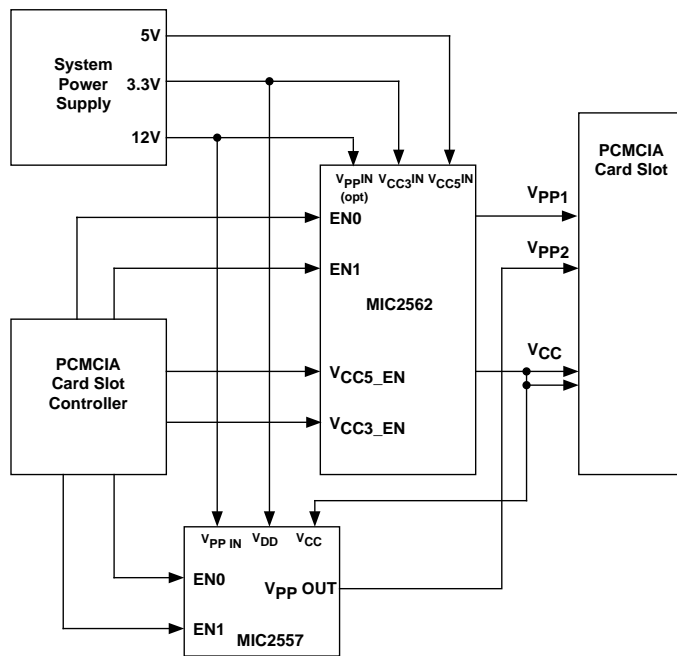 System
Power
Supply
5V
3.3V
12V
PCMCIA
Card Slot
VPP1
VPP2
VCC
VPPIN
(opt)
VCC3IN
VCC5IN
EN0
EN1
MIC2562
VCC5_EN
VCC3_EN
PCMCIA
Card Slot
Controller
VPP IN
VDD
VCC
EN0
VPP OUT
EN1
MIC2557